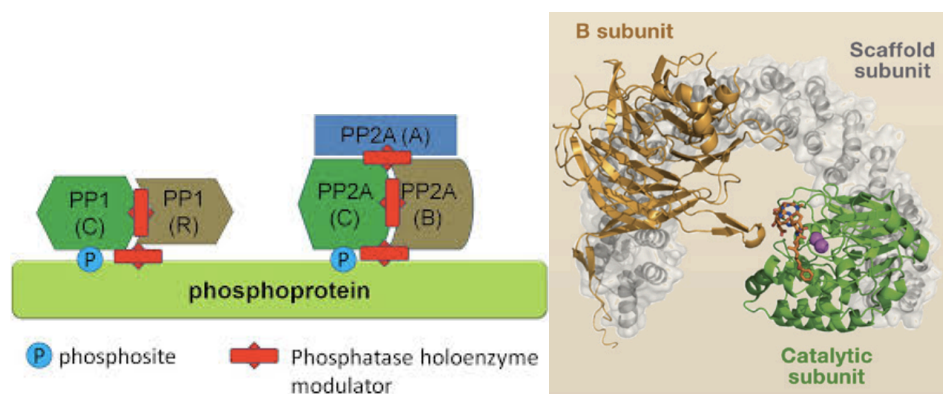 PP1
(C)
PP1
(R)
PP2A (A)
PP2A
(C)
PP2A
(B)
P
P
phosphoprotein
P phosphosite
Phosphatase holoenzyme
modulator
B subunit
Scaffold
subunit
Catalytic
subunit